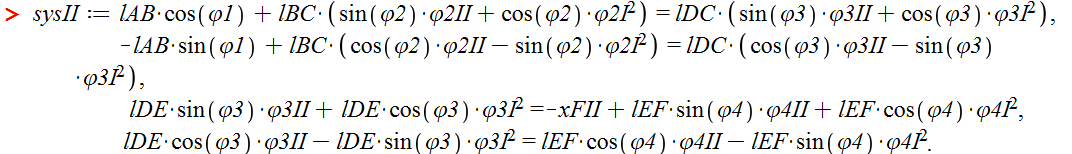 > sysII := lAB·cos(φ1) + lBC·(sin(φ2)·φ2II + cos(φ2)·φ2I²) = lDC·(sin(φ3)·φ3II + cos(φ3)·φ3I²),
-lAB·sin(φ1) + lBC·(cos(φ2)·φ2II − sin(φ2)·φ2I²) = lDC·(cos(φ3)·φ3II − sin(φ3)
·φ3I²),
lDE·sin(φ3)·φ3II + lDE·cos(φ3)·φ3I² =-xFII + lEF·sin(φ4)·φ4II + lEF·cos(φ4)·φ4I²,
lDE·cos(φ3)·φ3II − lDE·sin(φ3)·φ3I² = lEF·cos(φ4)·φ4II − lEF·sin(φ4)·φ4I².